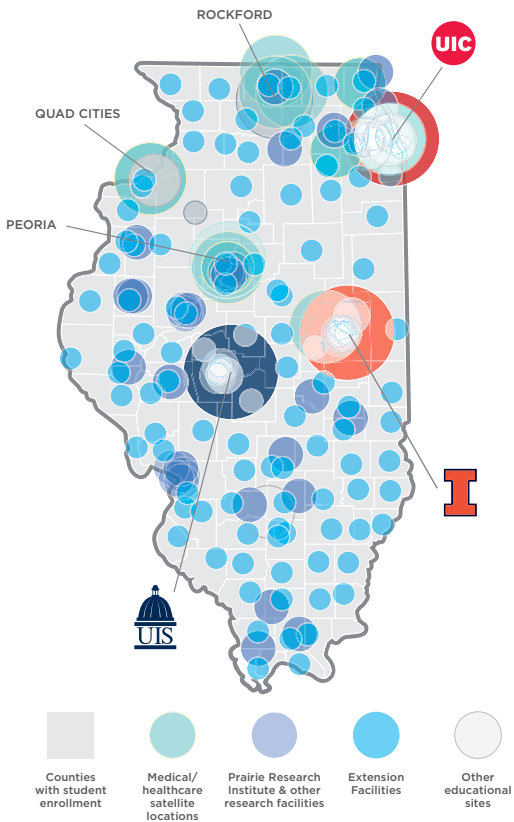 ROCKFORD
UIC
QUAD CITIES
PEORIA
I
UIS
Counties
with student
enrollment
Medical/
healthcare
satellite
locations
Prairie Research
Institute & other
research facilities
Extension
Facilities
Other
educational
sites